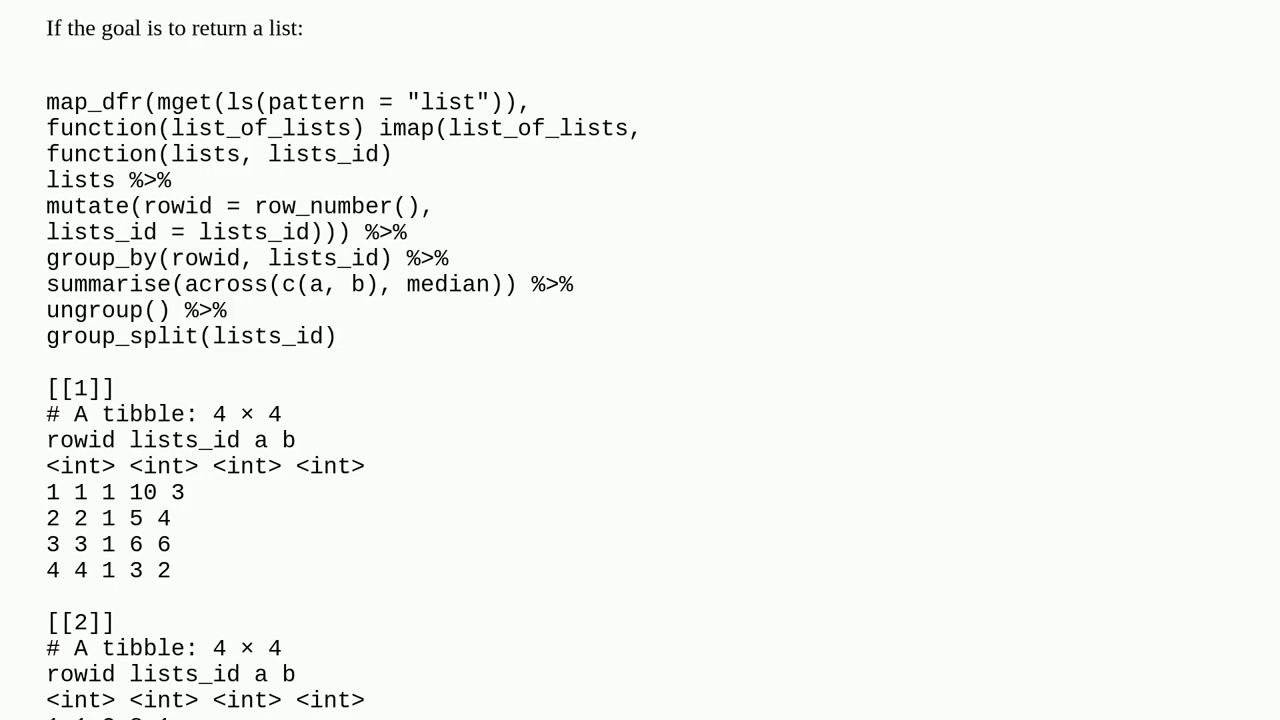 If the goal is to return a list:
map_dfr(mget(ls(pattern = "list")),
function(list_of_lists) imap(list_of_lists,
function(lists, lists_id)
lists %>%
mutate(rowid = row_number(),
lists_id = lists_id))) %>%
group_by(rowid, lists_id) %>%
summarise(across(c(a, b), median)) %>%
ungroup() %>%
group_split(lists_id)
[[1]]
# A tibble: 4 × 4
rowid lists_id a b
<int> <int> <int> <int>
1 1 1 10 3
2 2 1 5 4
3 3 1 6 6
4 4 1 3 2
[[2]]
# A tibble: 4 × 4
rowid lists_id a b
<int> <int> <int> <int>